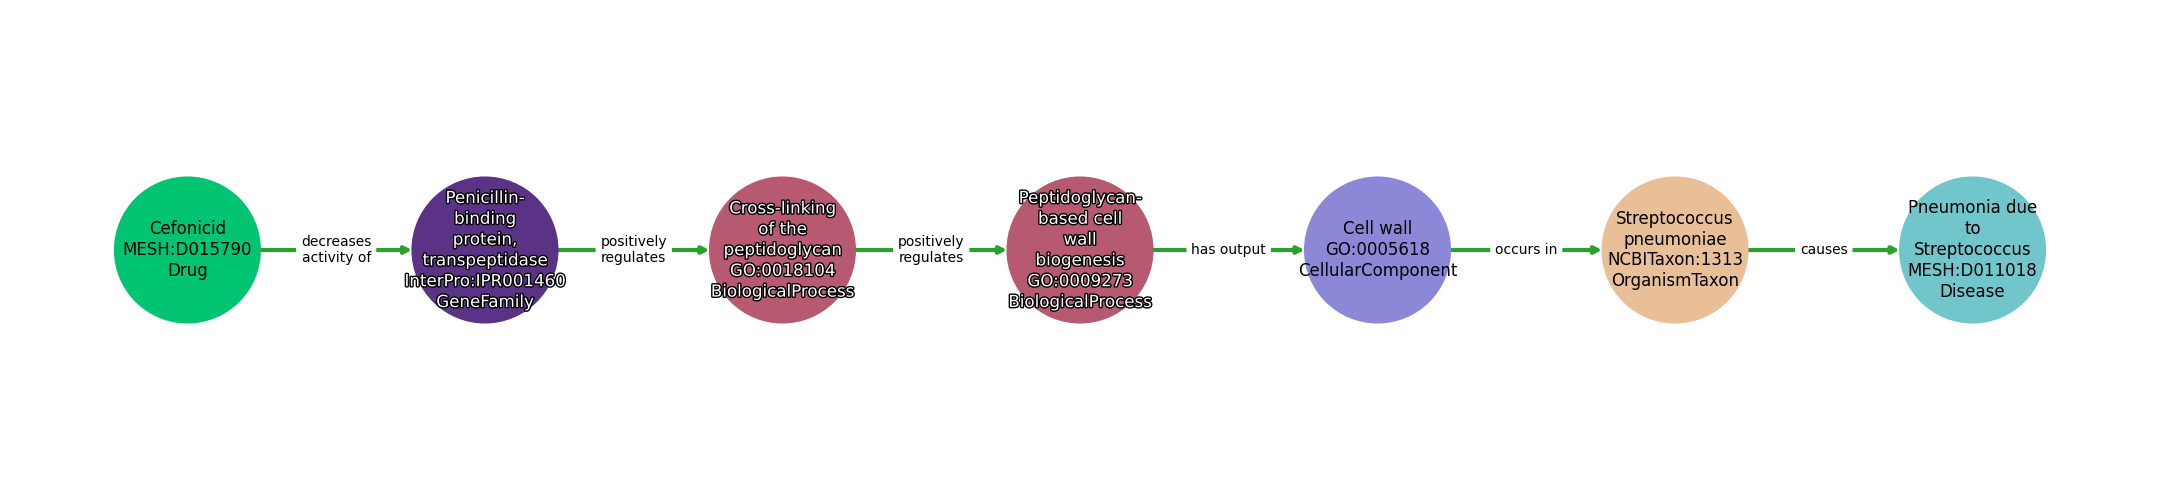 Cefonicid
MESH:D015790
Drug
decreases
activity of
Penicillin-
binding
protein,
transpeptidase
InterPro:IPR001460
GeneFamily
positively
regulates
Cross-linking
of the
peptidoglycan
GO:0018104
BiologicalProcess
positively
regulates
Peptidoglycan-
based cell
wall
biogenesis
GO:0009273
BiologicalProcess
has output
Cell wall
GO:0005618
CellularComponent
occurs in
Streptococcus
pneumoniae
NCBITaxon:1313
OrganismTaxon
causes
Pneumonia due
to
Streptococcus
MESH:D011018
Disease